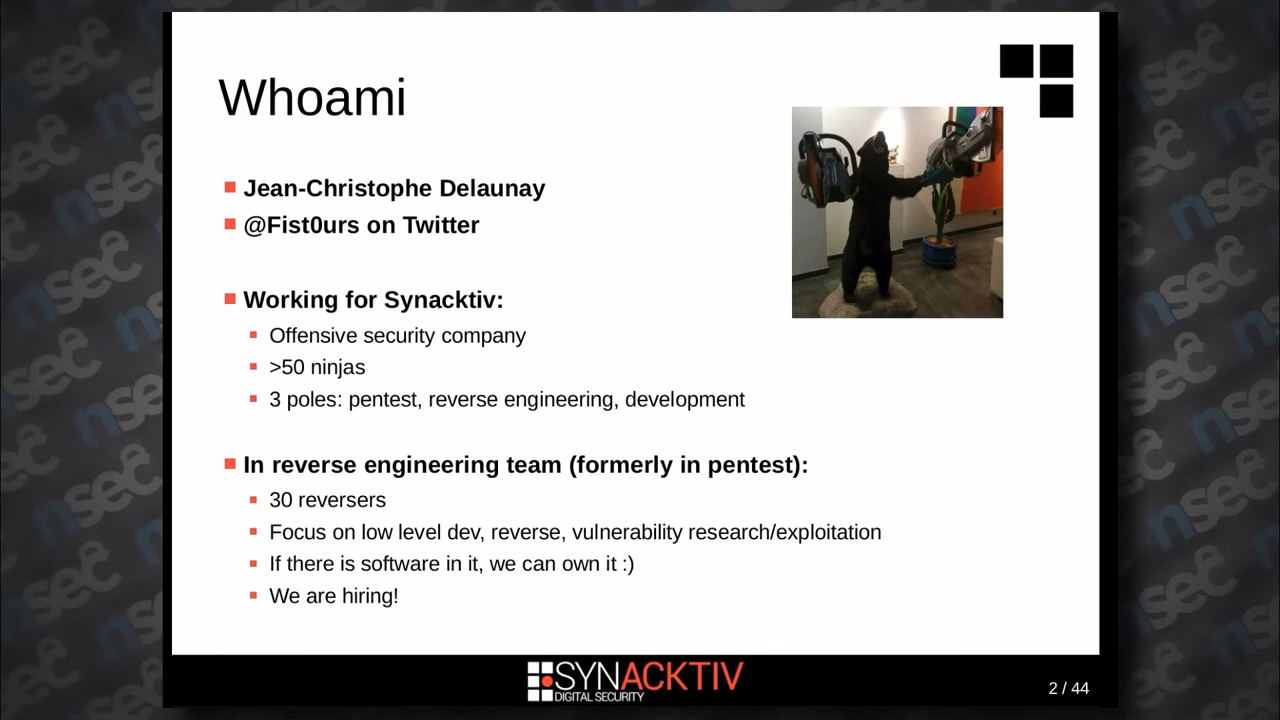 Whoami
Jean-Christophe Delaunay
@Fist0urs on Twitter
Working for Synacktiv:
Offensive security company
>50 ninjas
3 poles: pentest, reverse engineering, development
In reverse engineering team (formerly in pentest):
30 reversers
Focus on low level dev, reverse, vulnerability research/exploitation
If there is software in it, we can own it :)
We are hiring!
SYNACKTIV
DIGITAL SECURITY
2 / 44
nsec